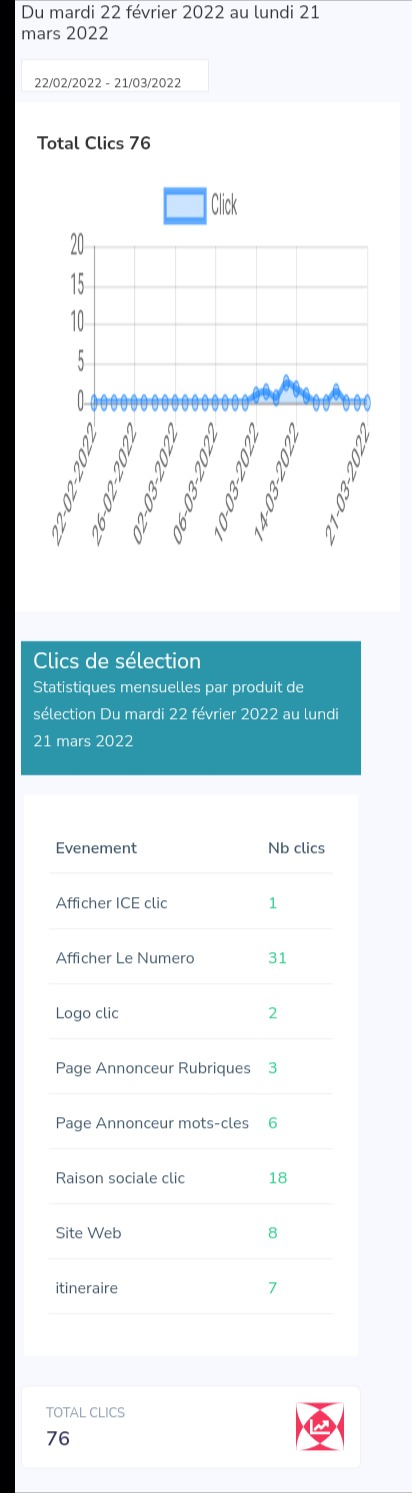 Du mardi 22 février 2022 au lundi 21
mars 2022
22/02/2022 - 21/03/2022
Total Clics 76
Click
20
15
10
5
0
22-02-2022
26-02-2022
02-03-2022
06-03-2022
10-03-2022
14-03-2022
21-03-2022
Clics de sélection
Statistiques mensuelles par produit de
sélection Du mardi 22 février 2022 au lundi
21 mars 2022
Evenement Nb clics
Afficher ICE clic 1
Afficher Le Numero 31
Logo clic 2
Page Annonceur Rubriques 3
Page Annonceur mots-cles 6
Raison sociale clic 18
Site Web 8
itineraire 7
TOTAL CLICS
76